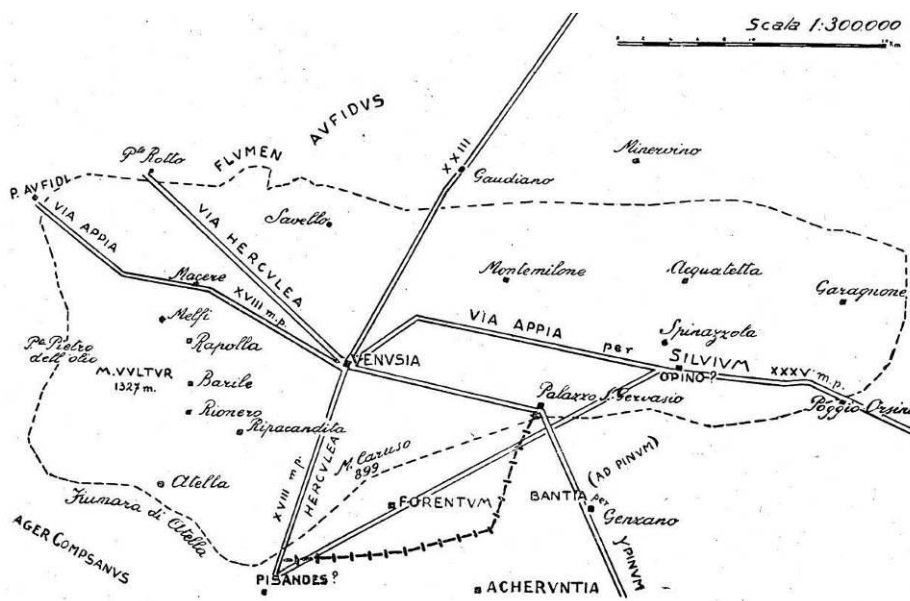 Scala 1:300.000
km
AVFIDVS
FLVMEN
XXIII
Minervino
Pte Rotto
Gaudiano
P. AVFIDI
VIA APPIA
VIA HERCVLEA
Savello
Macere
XVIII m.p.
Montemilone
Acquatetta
Garagnone
Melfi
VIA APPIA
per
Spinazzola
Rapolla
VENVSIA
SILVIVM
OPINO ?
XXXV m.p.
dell'olio
M. VVLTVR
1327 m.
Barile
Palazzo S. Gervasio
Poggio Orsini
Rionero
Ripacandida
M. Caruso
899
(AD PINVM)
XVIII m.p.
HERCVLEA
Atella
FORENTVM
BANTIA
per
Genzano
Fiumara di Atella
YPINVM
AGER COMPSANVS
PISANDES ?
ACHERVNTIA